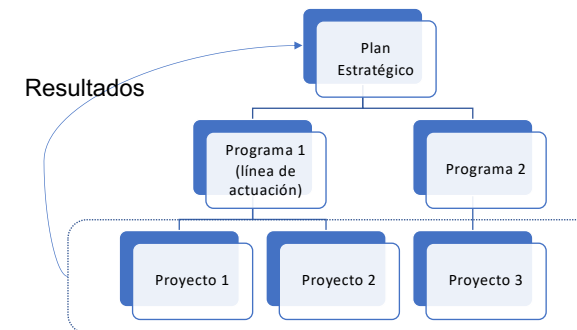 Plan
Estratégico
Resultados
Programa 1
(línea de
actuación)
Programa 2
Proyecto 1
Proyecto 2
Proyecto 3